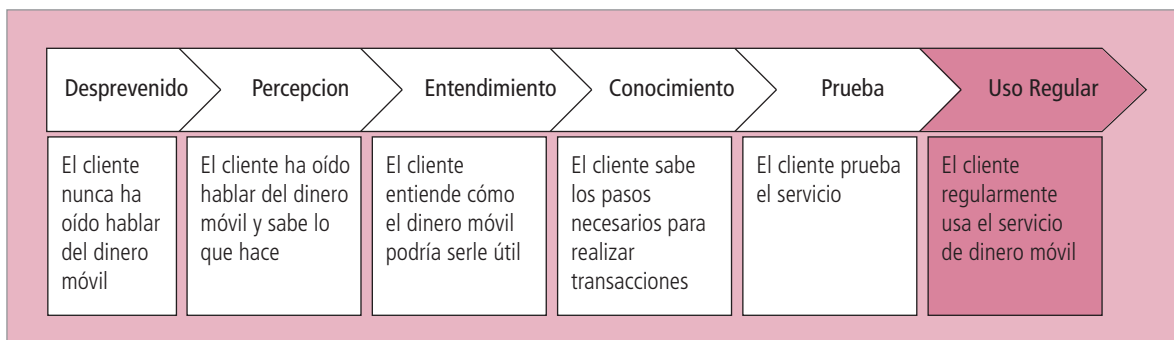 Desprevenido
Percepcion
Entendimiento
Conocimiento
Prueba
Uso Regular
El cliente
nunca ha
oído hablar
del dinero
móvil
El cliente ha oído
hablar del dinero
móvil y sabe lo
que hace
El cliente
entiende cómo
el dinero móvil
podría serle útil
El cliente sabe
los pasos
necesarios para
realizar
transacciones
El cliente prueba
el servicio
El cliente
regularmente
usa el servicio
de dinero móvil